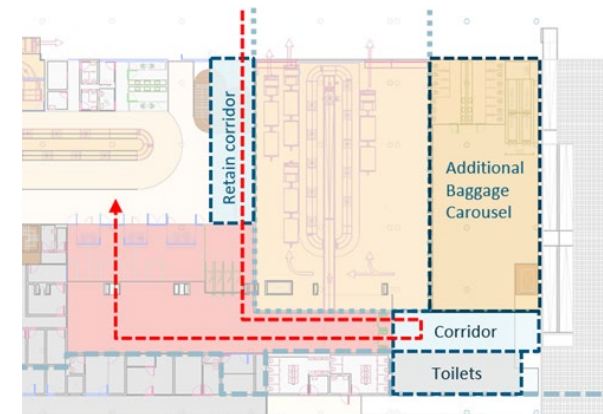 Retain corridor
Additional
Baggage
Carousel
Corridor
Toilets